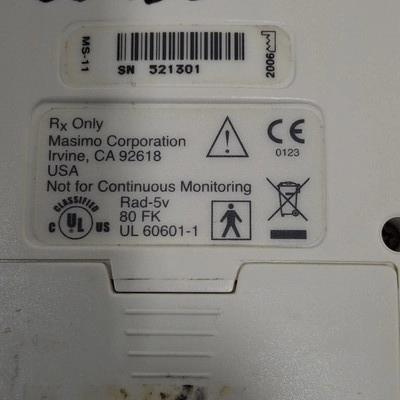 MS-11
SN 521301
2006
Rx Only
Masimo Corporation
Irvine, CA 92618
USA
Not for Continuous Monitoring
CLASSIFIED
C UL US
Rad-5v
80 FK
UL 60601-1
CE
0123